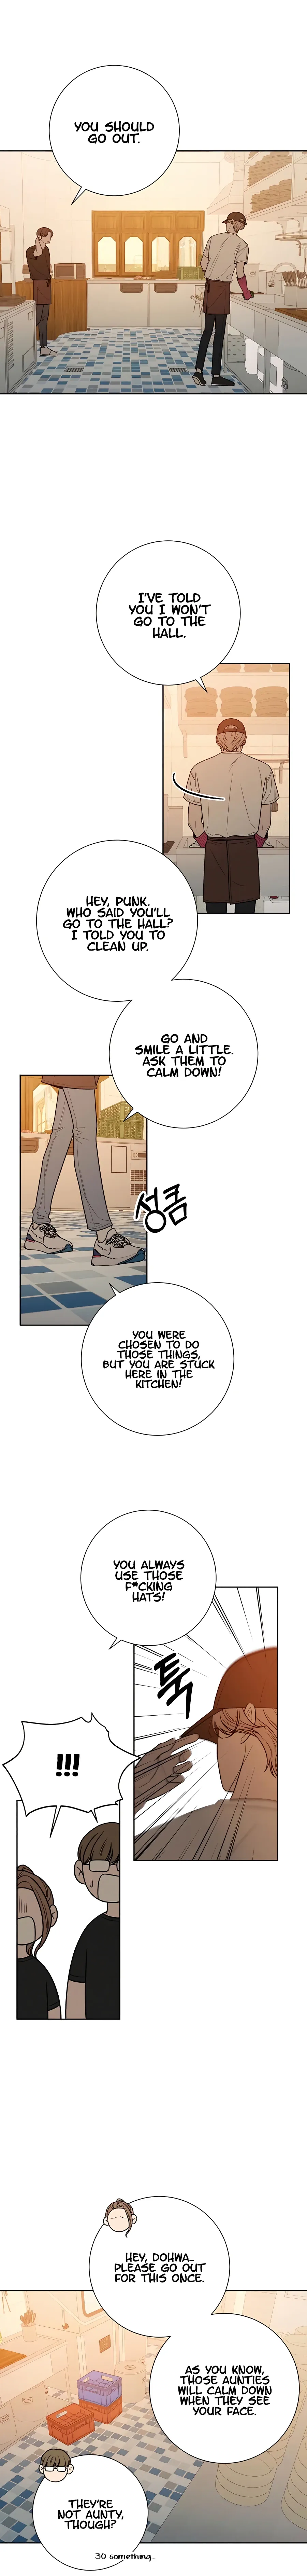 YOU SHOULD
GO OUT.
I'VE TOLD
YOU I WON'T
GO TO THE
HALL.
HEY, PUNK.
WHO SAID YOU'LL
GO TO THE HALL?
I TOLD YOU TO
CLEAN UP.
GO AND
SMILE A LITTLE.
ASK THEM TO
CALM DOWN!
성큼
YOU WERE
CHOSEN TO DO
THOSE THINGS,
BUT YOU ARE STUCK
HERE IN THE
KITCHEN!
YOU ALWAYS
USE THOSE
F*CKING
HATS!
툭
!!!
HEY, DOHWA..
PLEASE GO OUT
FOR THIS ONCE.
AS YOU KNOW,
THOSE AUNTIES
WILL CALM DOWN
WHEN THEY SEE
YOUR FACE.
THEY'RE
NOT AUNTY,
THOUGH?
30 something...